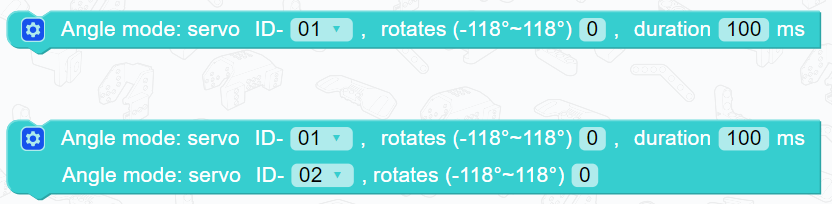 Angle mode: servo ID- 01 , rotates (-118°~118°) 0 , duration 100 ms
Angle mode: servo ID- 01 , rotates (-118°~118°) 0 , duration 100 ms
Angle mode: servo ID- 02 , rotates (-118°~118°) 0